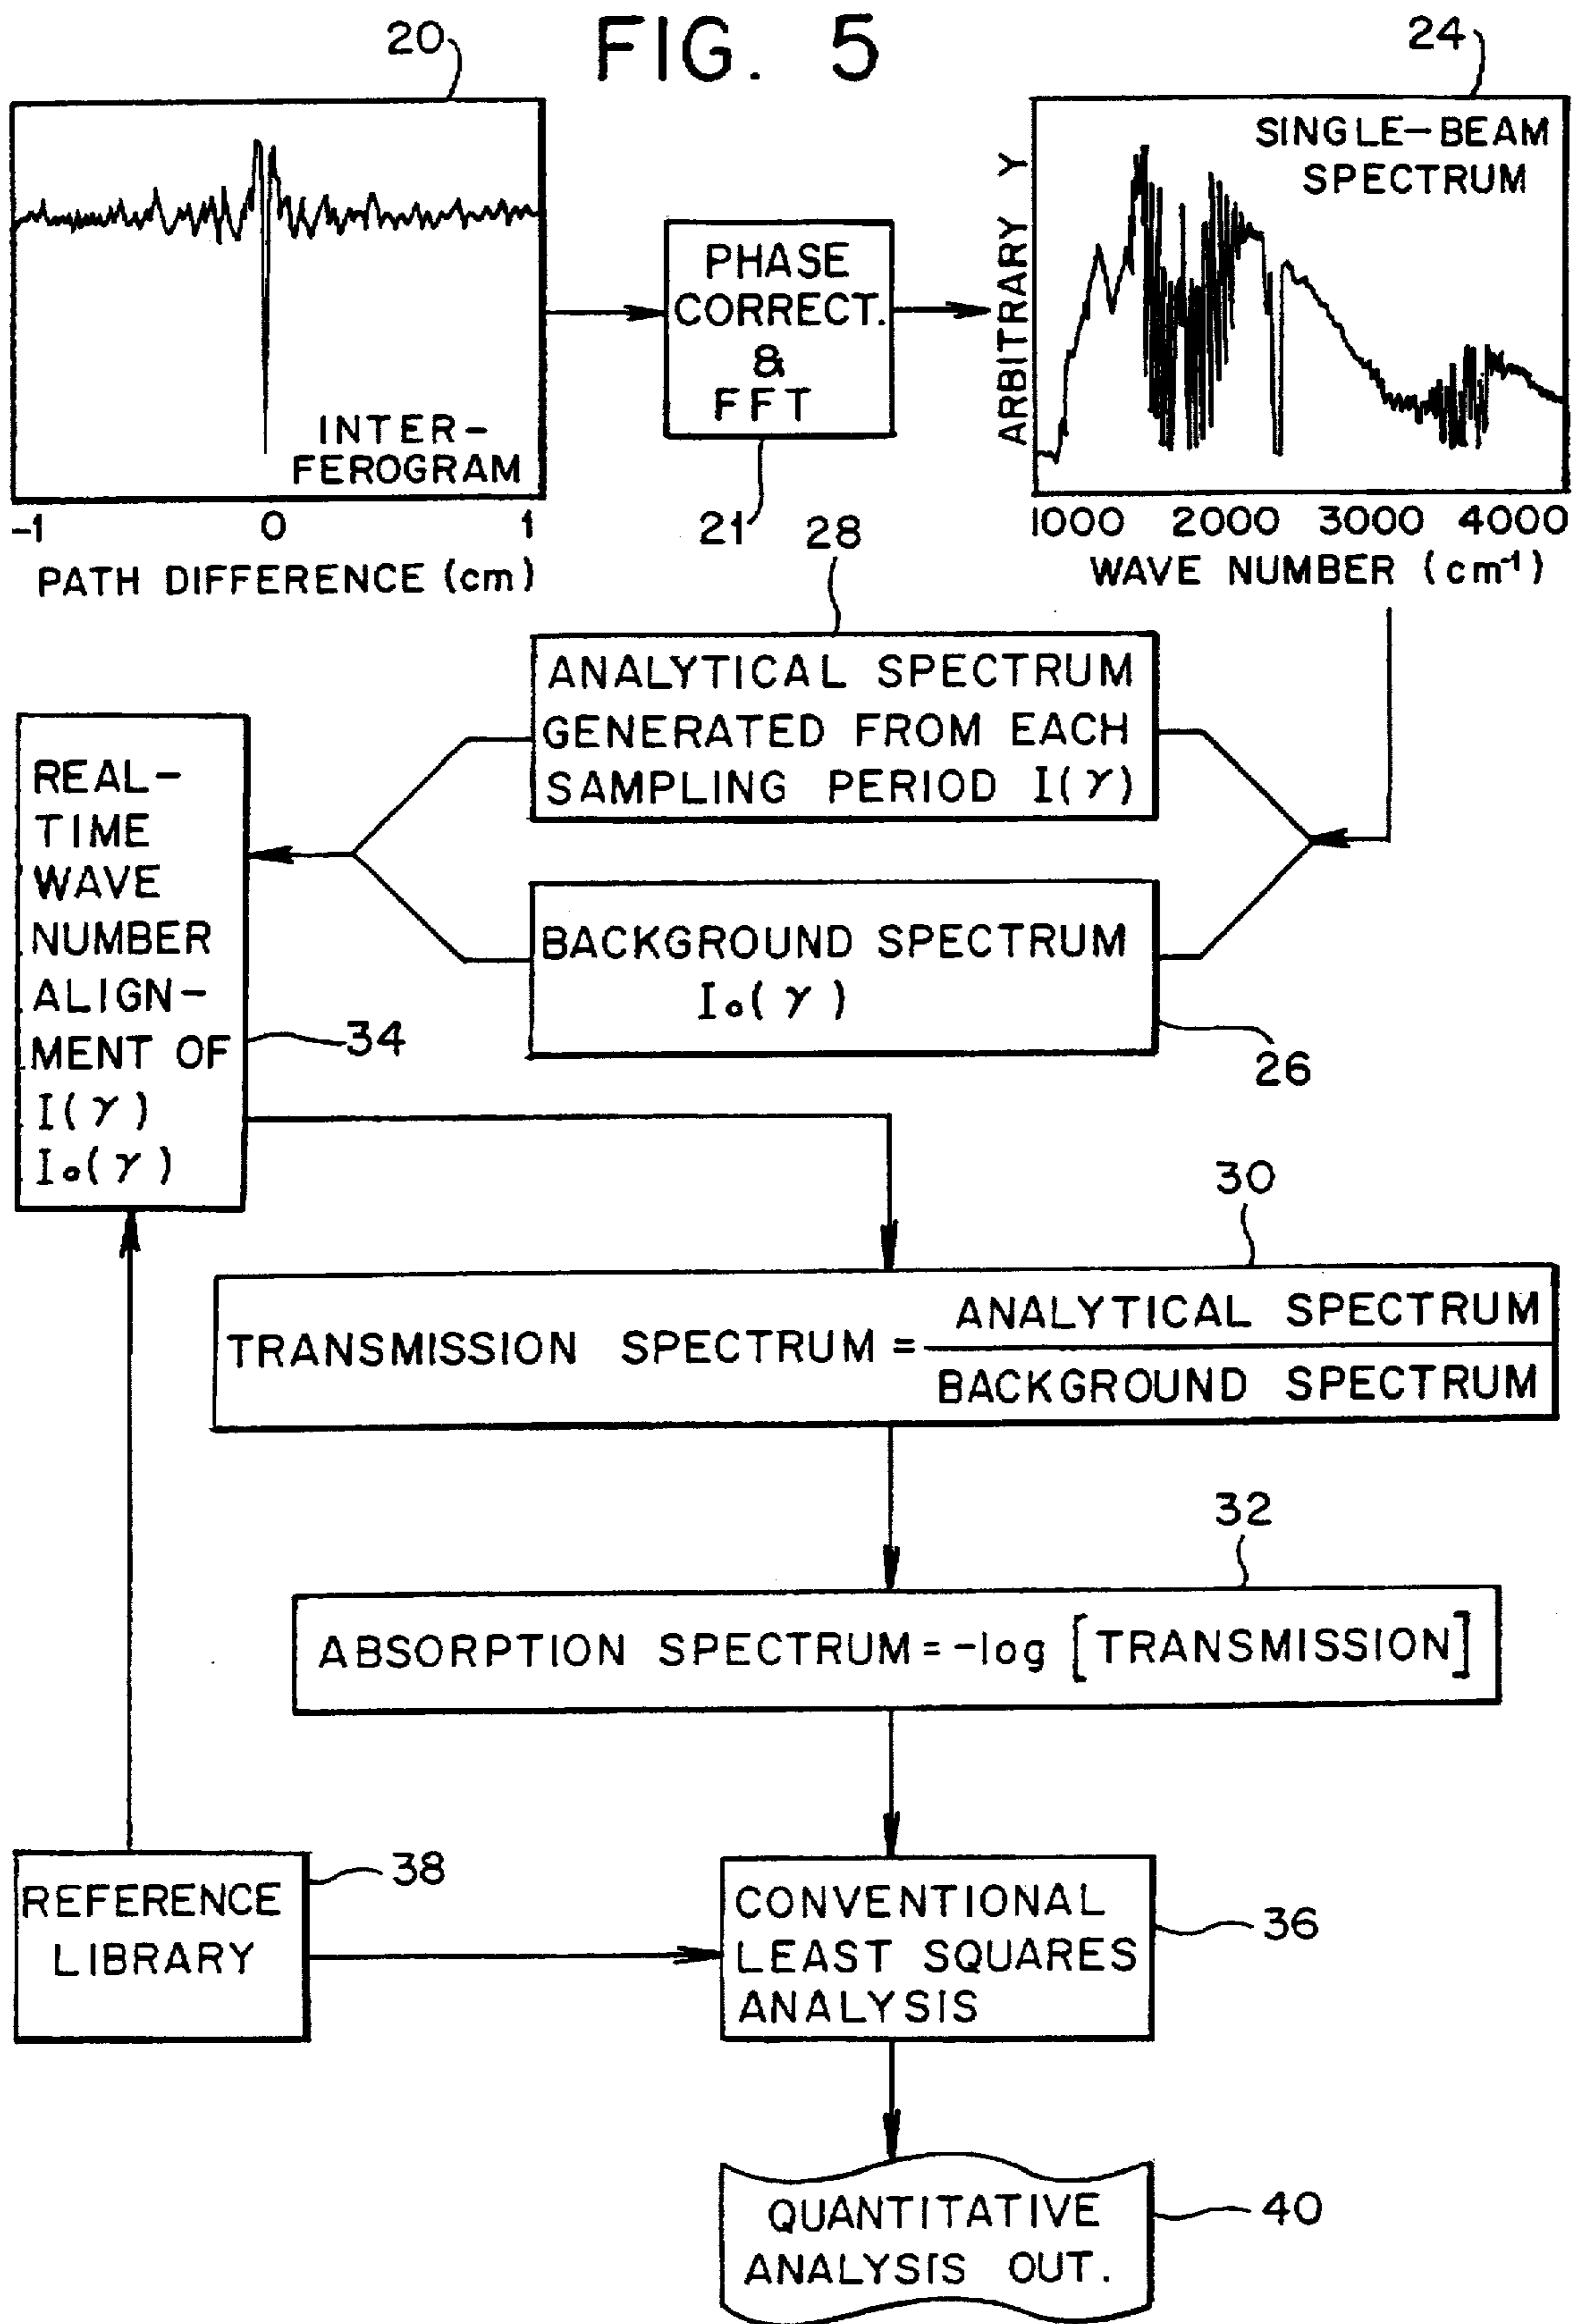 FIG. 5
20
24
INTER-
FEROGRAM
-1 0 1
PATH DIFFERENCE (cm)
PHASE
CORRECT.
&
FFT
21
SINGLE-BEAM
SPECTRUM
ARBITRARY Y
1000 2000 3000 4000
WAVE NUMBER (cm⁻¹)
28
ANALYTICAL SPECTRUM
GENERATED FROM EACH
SAMPLING PERIOD I(γ)
BACKGROUND SPECTRUM
I₀(γ)
26
REAL-
TIME
WAVE
NUMBER
ALIGN-
MENT OF
I(γ)
I₀(γ)
34
30
TRANSMISSION SPECTRUM =
ANALYTICAL SPECTRUM
BACKGROUND SPECTRUM
32
ABSORPTION SPECTRUM = -log [TRANSMISSION]
REFERENCE
LIBRARY
38
CONVENTIONAL
LEAST SQUARES
ANALYSIS
36
QUANTITATIVE
ANALYSIS OUT.
40